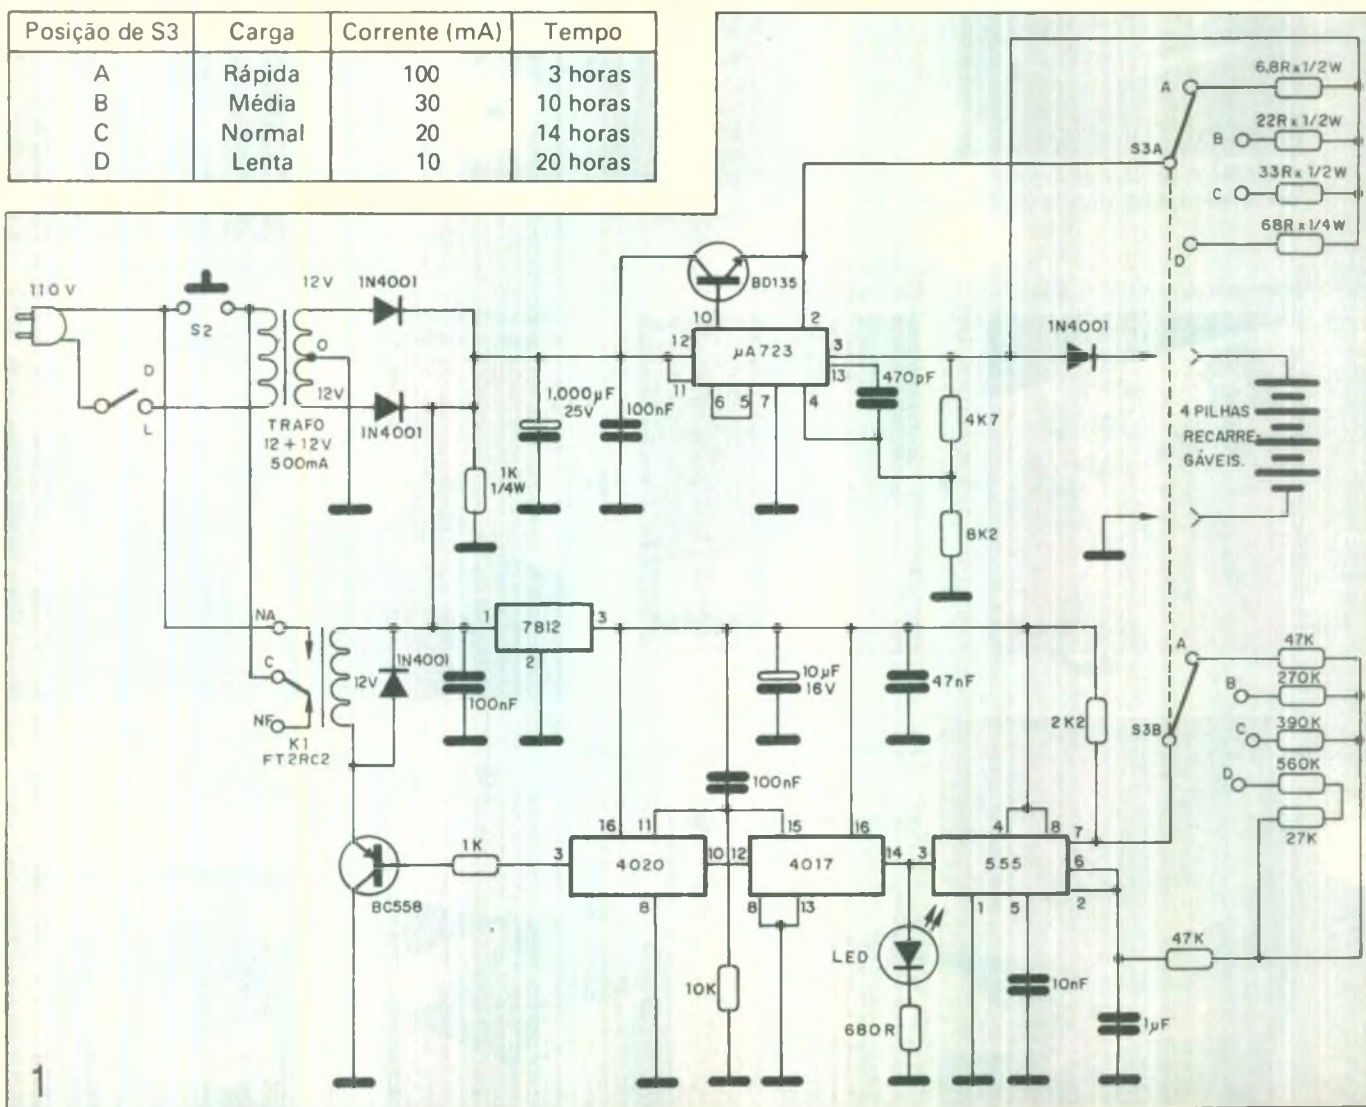 Posição de S3 Carga Corrente (mA) Tempo
A Rápida 100 3 horas
B Média 30 10 horas
C Normal 20 14 horas
D Lenta 10 20 horas
A
6,8R x 1/2W
B
22R x 1/2W
S3A
C
33R x 1/2W
D
68R x 1/4W
110V
S2
D
L
12V
O
12V
TRAFO
12+12V
500mA
1N4001
1N4001
1K
1/4W
1,000µF
25V
100nF
BD135
10 2
12 µA723 3
11 13
6 5 7 4
470pF
4K7
8K2
1N4001
4 PILHAS
RECARRE-
GÁVEIS.
NA
C
NF
K1
FT2RC2
12V
1N4001
100nF
1 7812 3
2
10µF
16V
47nF
2K2
S3B
A
47K
B
270K
C
390K
D
560K
27K
100nF
BC558
1K
16 11
3 4020 10
8
15 16
12 4017 14
8 13
4 8 7
3 555 6
1 5 2
10K
LED
680R
10nF
47K
1µF
1